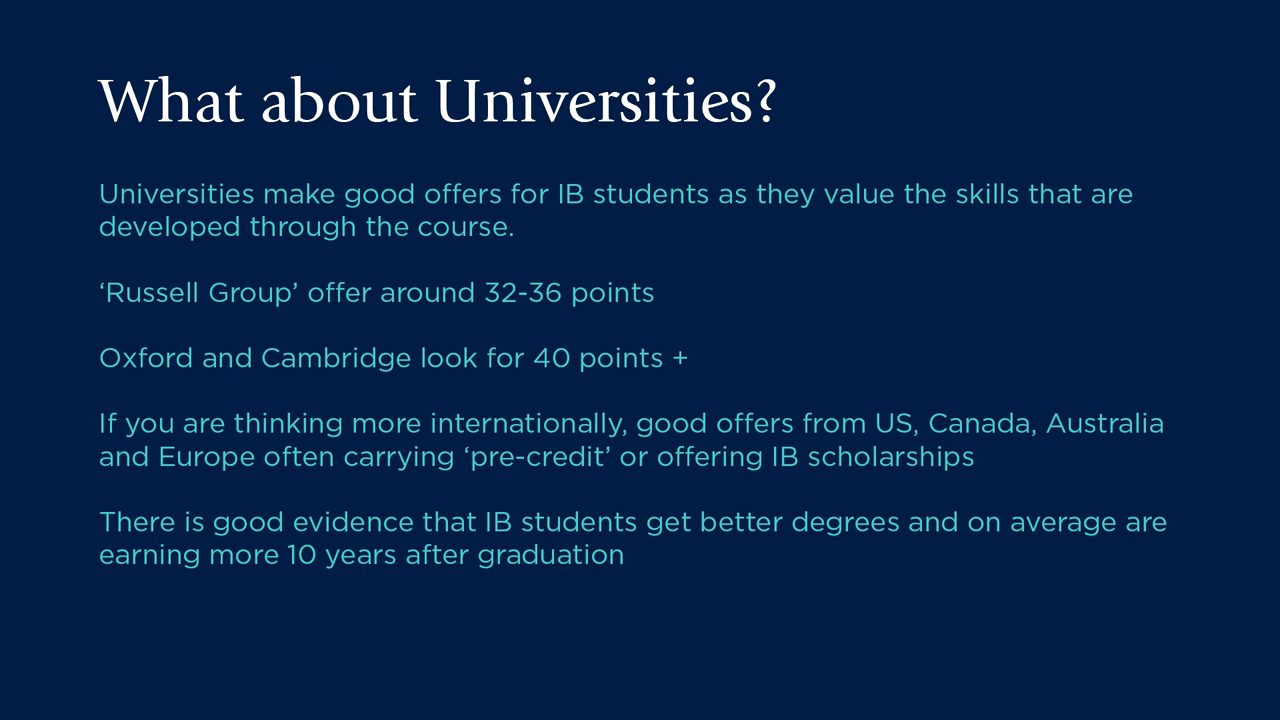 What about Universities?
Universities make good offers for IB students as they value the skills that are
developed through the course.
‘Russell Group’ offer around 32-36 points
Oxford and Cambridge look for 40 points +
If you are thinking more internationally, good offers from US, Canada, Australia
and Europe often carrying ‘pre-credit’ or offering IB scholarships
There is good evidence that IB students get better degrees and on average are
earning more 10 years after graduation